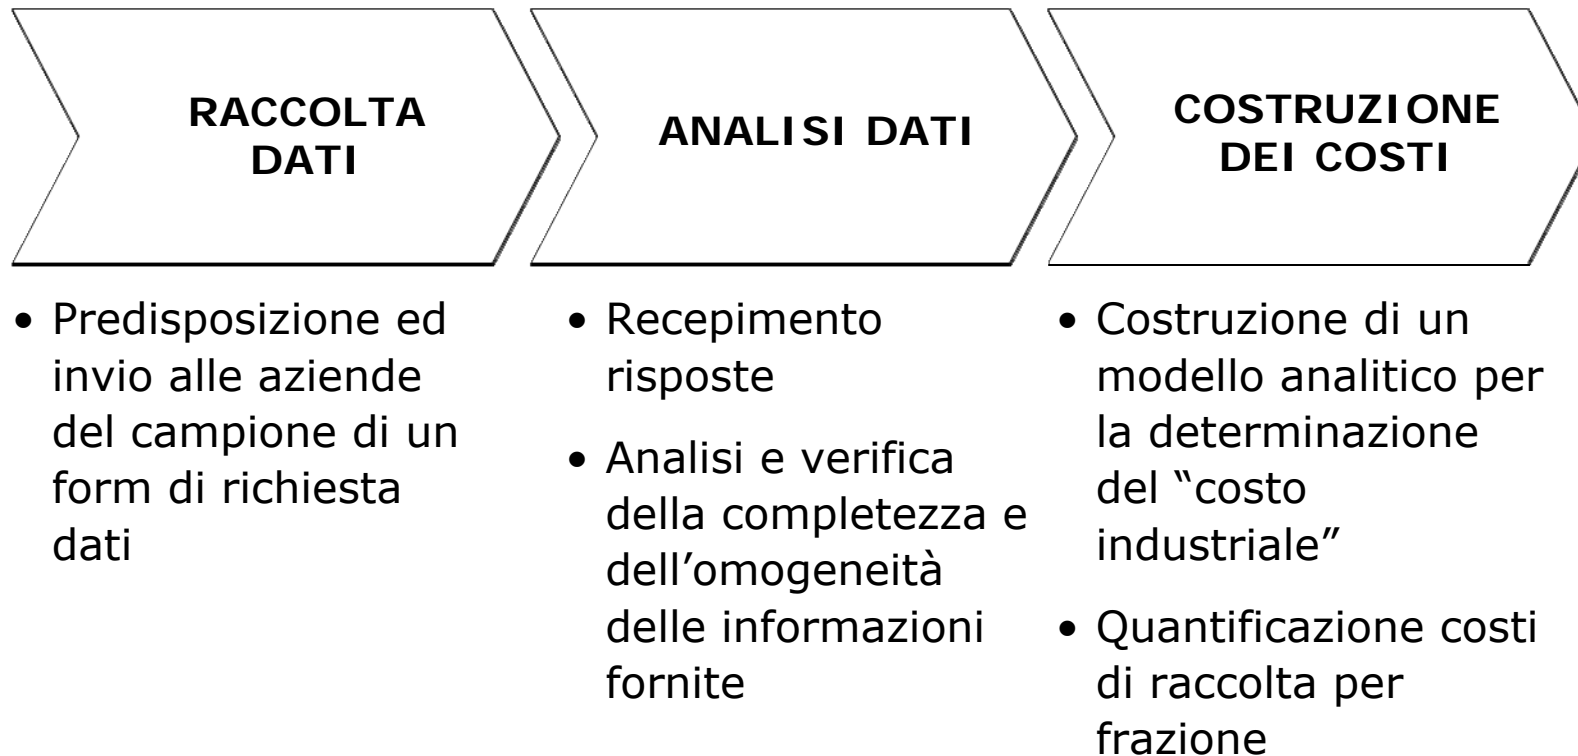 RACCOLTA
DATI
ANALISI DATI
COSTRUZIONE
DEI COSTI
• Predisposizione ed
invio alle aziende
del campione di un
form di richiesta
dati
• Recepimento
risposte
• Analisi e verifica
della completezza e
dell’omogeneità
delle informazioni
fornite
• Costruzione di un
modello analitico per
la determinazione
del “costo
industriale”
• Quantificazione costi
di raccolta per
frazione